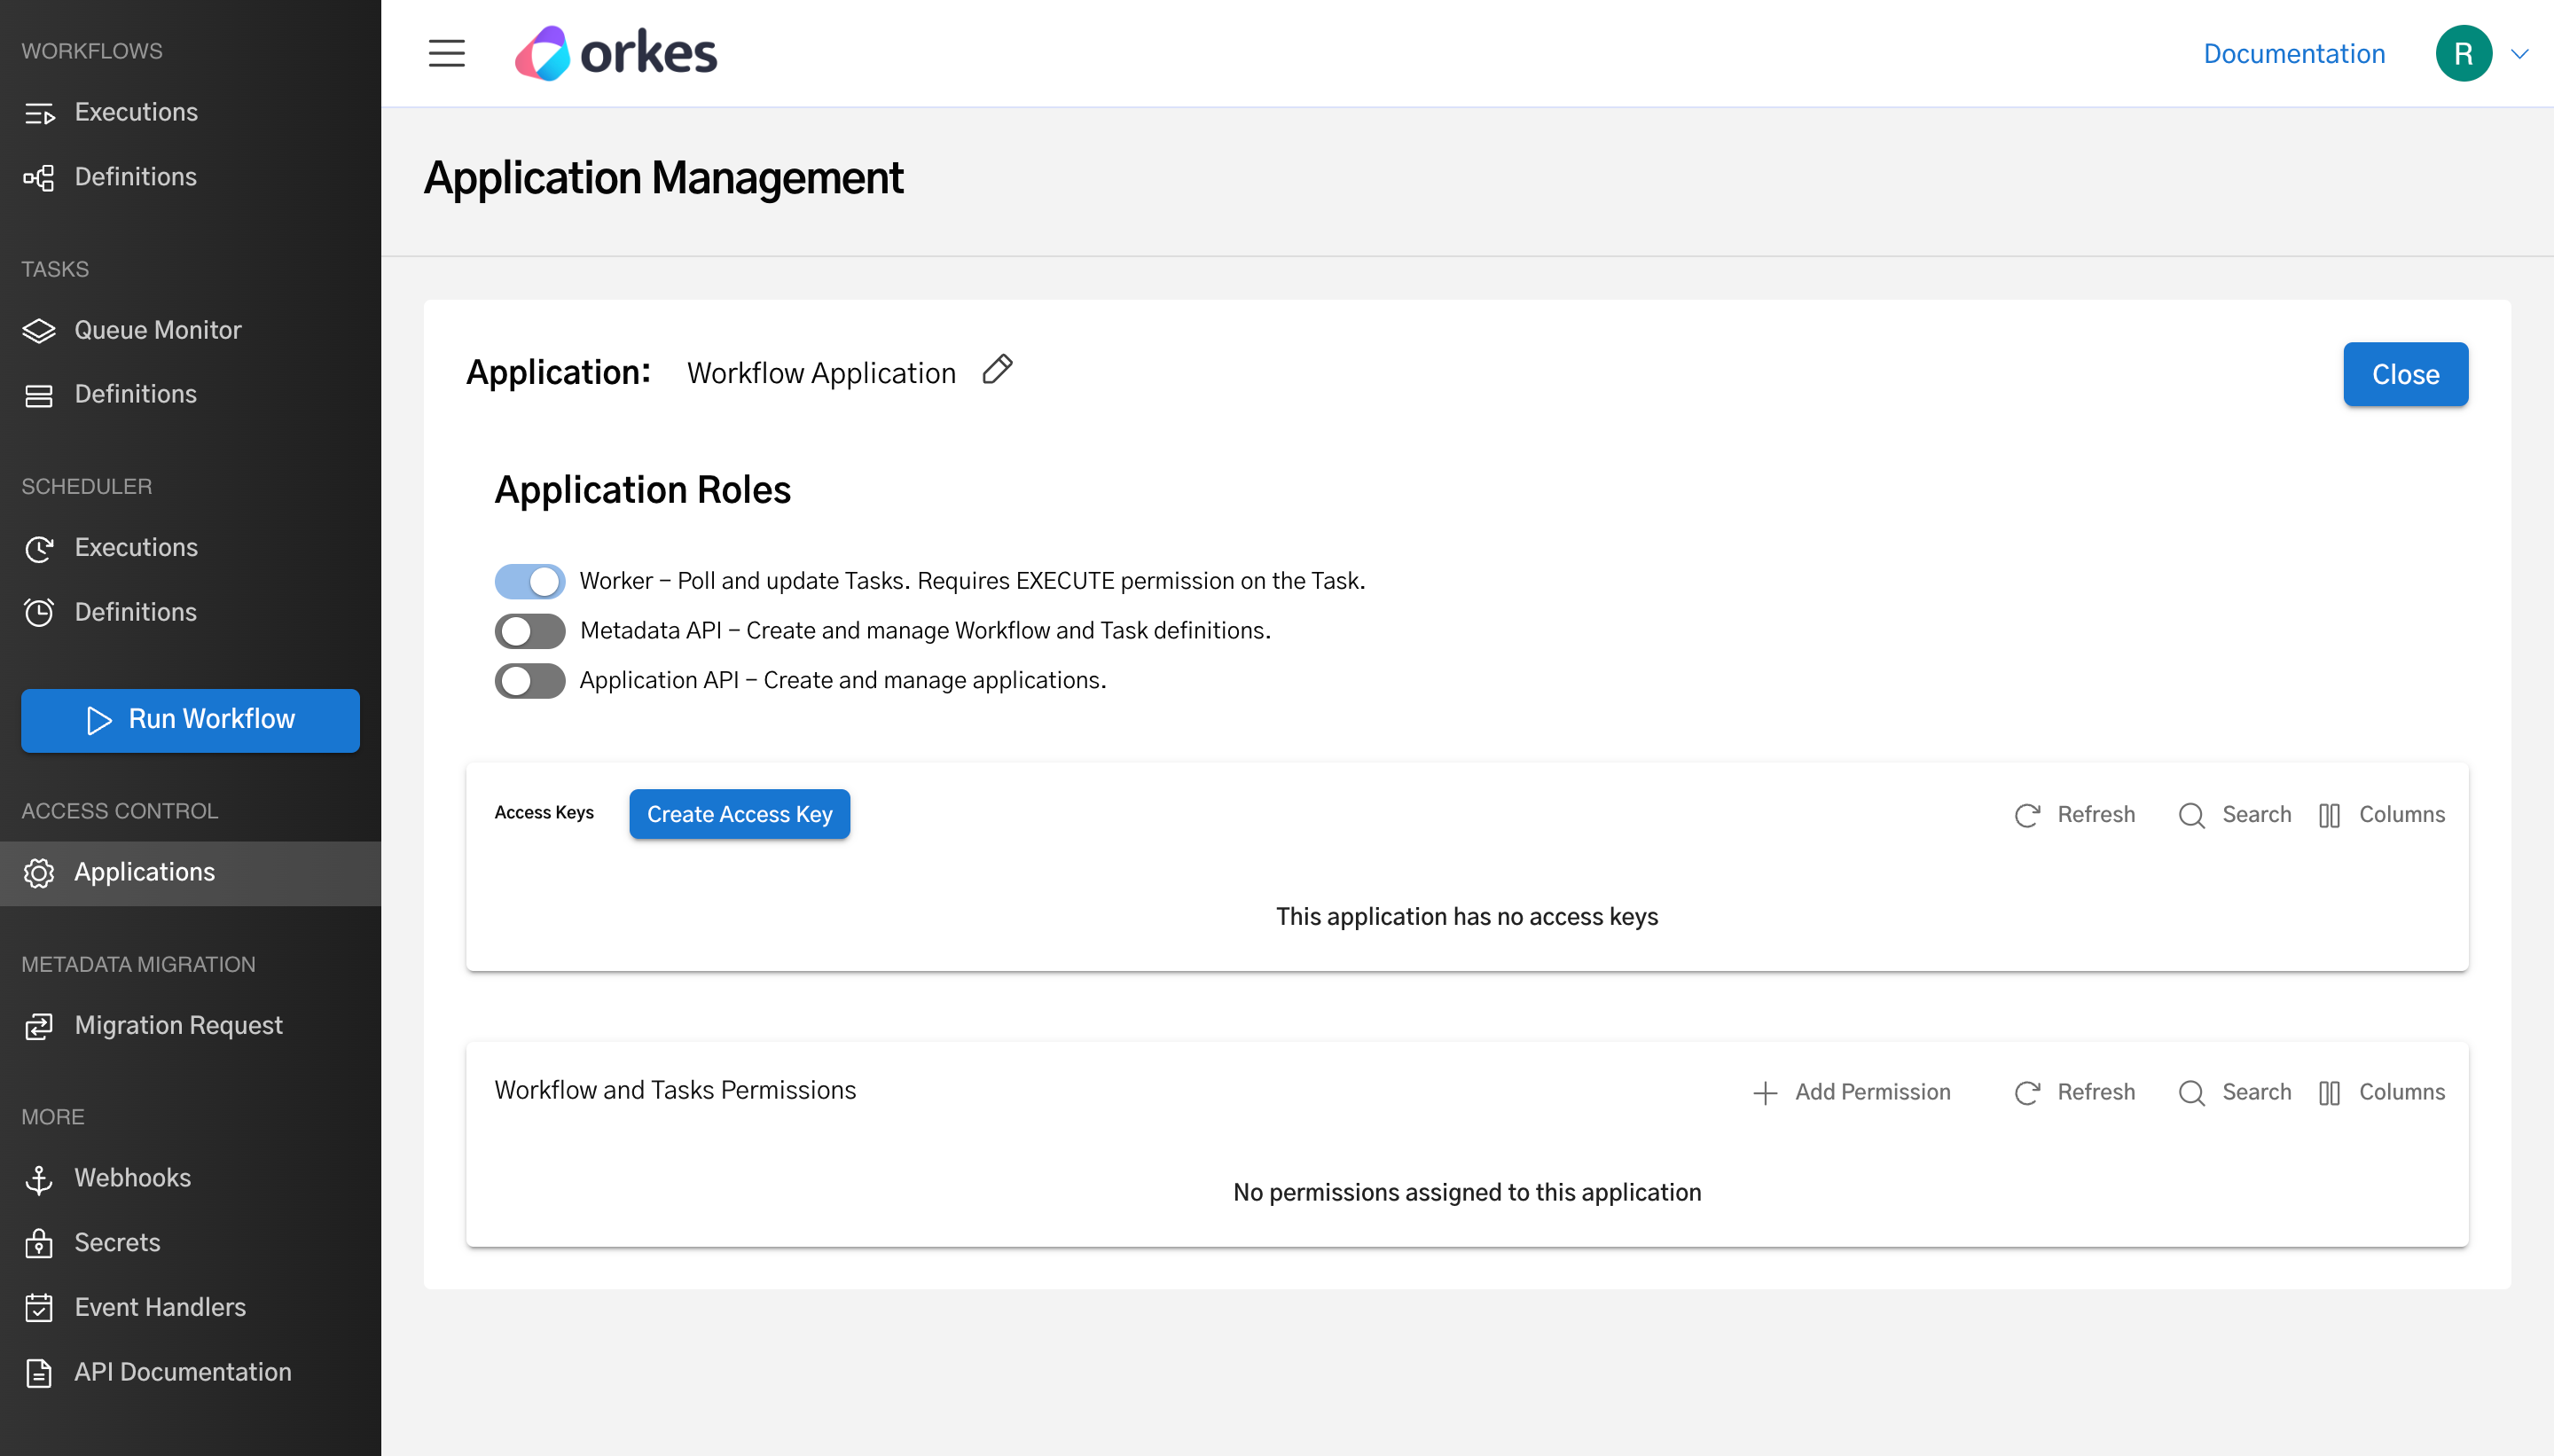 WORKFLOWS
Executions
Definitions
TASKS
Queue Monitor
Definitions
SCHEDULER
Executions
Definitions
Run Workflow
ACCESS CONTROL
Applications
METADATA MIGRATION
Migration Request
MORE
Webhooks
Secrets
Event Handlers
API Documentation
orkes
Documentation
R
Application Management
Application: Workflow Application
Close
Application Roles
Worker – Poll and update Tasks. Requires EXECUTE permission on the Task.
Metadata API – Create and manage Workflow and Task definitions.
Application API – Create and manage applications.
Access Keys Create Access Key Refresh Search Columns
This application has no access keys
Workflow and Tasks Permissions Add Permission Refresh Search Columns
No permissions assigned to this application